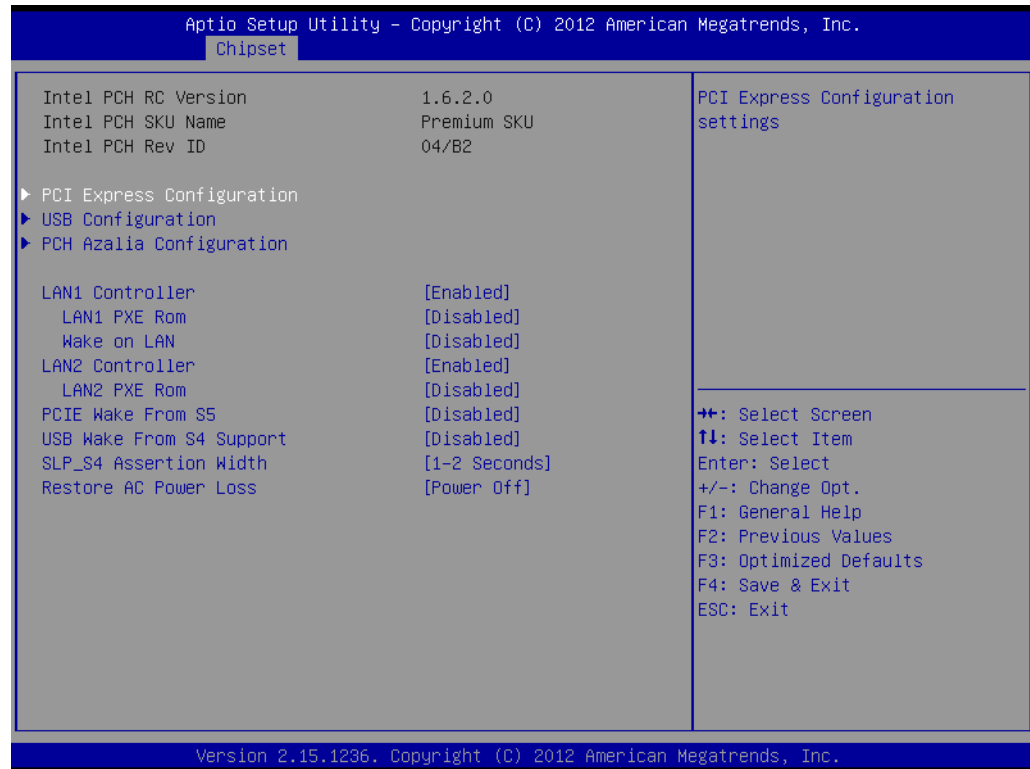 Aptio Setup Utility – Copyright (C) 2012 American Megatrends, Inc.
Chipset
Intel PCH RC Version 1.6.2.0
Intel PCH SKU Name Premium SKU
Intel PCH Rev ID 04/B2
► PCI Express Configuration
► USB Configuration
► PCH Azalia Configuration
LAN1 Controller [Enabled]
LAN1 PXE Rom [Disabled]
Wake on LAN [Disabled]
LAN2 Controller [Enabled]
LAN2 PXE Rom [Disabled]
PCIE Wake From S5 [Disabled]
USB Wake From S4 Support [Disabled]
SLP_S4 Assertion Width [1-2 Seconds]
Restore AC Power Loss [Power Off]
PCI Express Configuration
settings
→←: Select Screen
↑↓: Select Item
Enter: Select
+/-: Change Opt.
F1: General Help
F2: Previous Values
F3: Optimized Defaults
F4: Save & Exit
ESC: Exit
Version 2.15.1236. Copyright (C) 2012 American Megatrends, Inc.